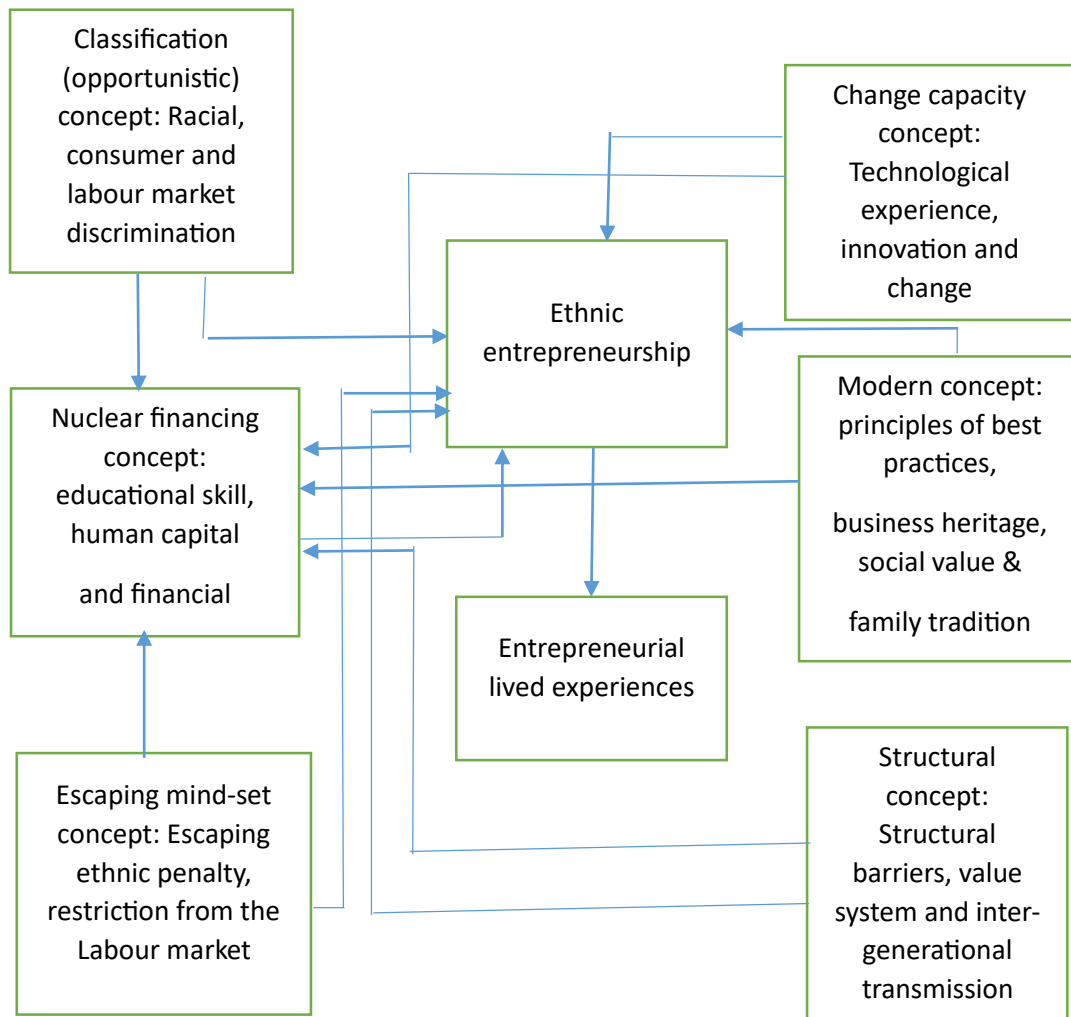 Classification
(opportunistic)
concept: Racial,
consumer and
labour market
discrimination
Change capacity
concept:
Technological
experience,
innovation and
change
Ethnic
entrepreneurship
Nuclear financing
concept:
educational skill,
human capital
and financial
Modern concept:
principles of best
practices,
business heritage,
social value &
family tradition
Entrepreneurial
lived experiences
Escaping mind-set
concept: Escaping
ethnic penalty,
restriction from the
Labour market
Structural
concept:
Structural
barriers, value
system and inter-
generational
transmission